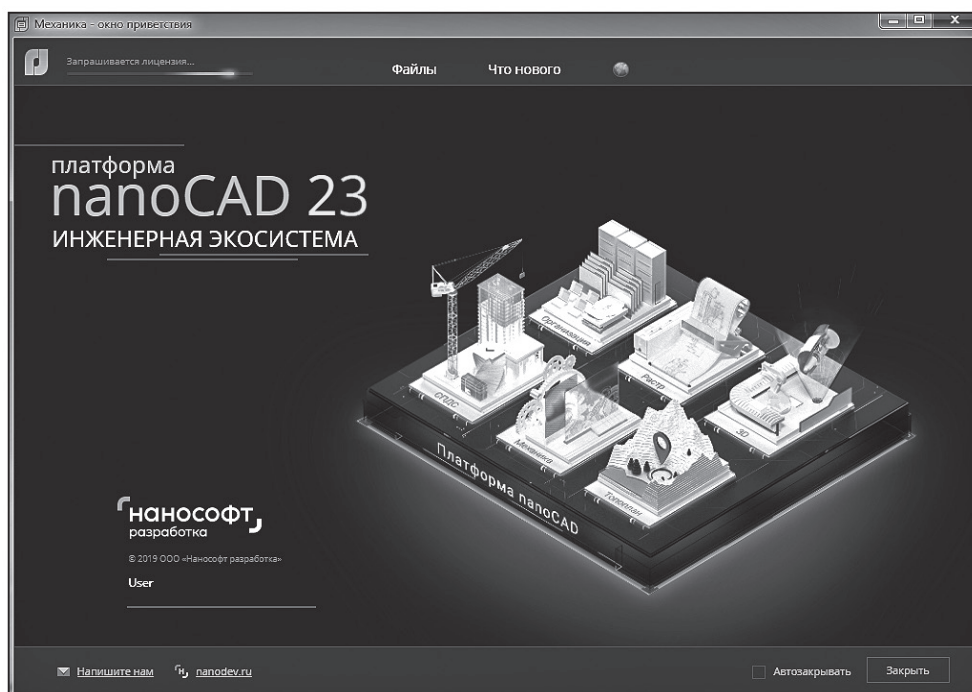 Механика - окно приветствия
Запрашивается лицензия...
Файлы
Что нового
платформа
nanoCAD 23
ИНЖЕНЕРНАЯ ЭКОСИСТЕМА
Организация
Растр
СПДС
3D
Механика
Топоплан
Платформа nanoCAD
нанософт
разработка
© 2019 ООО «Нанософт разработка»
User
Напишите нам
nanodev.ru
Автозакрывать
Закрыть